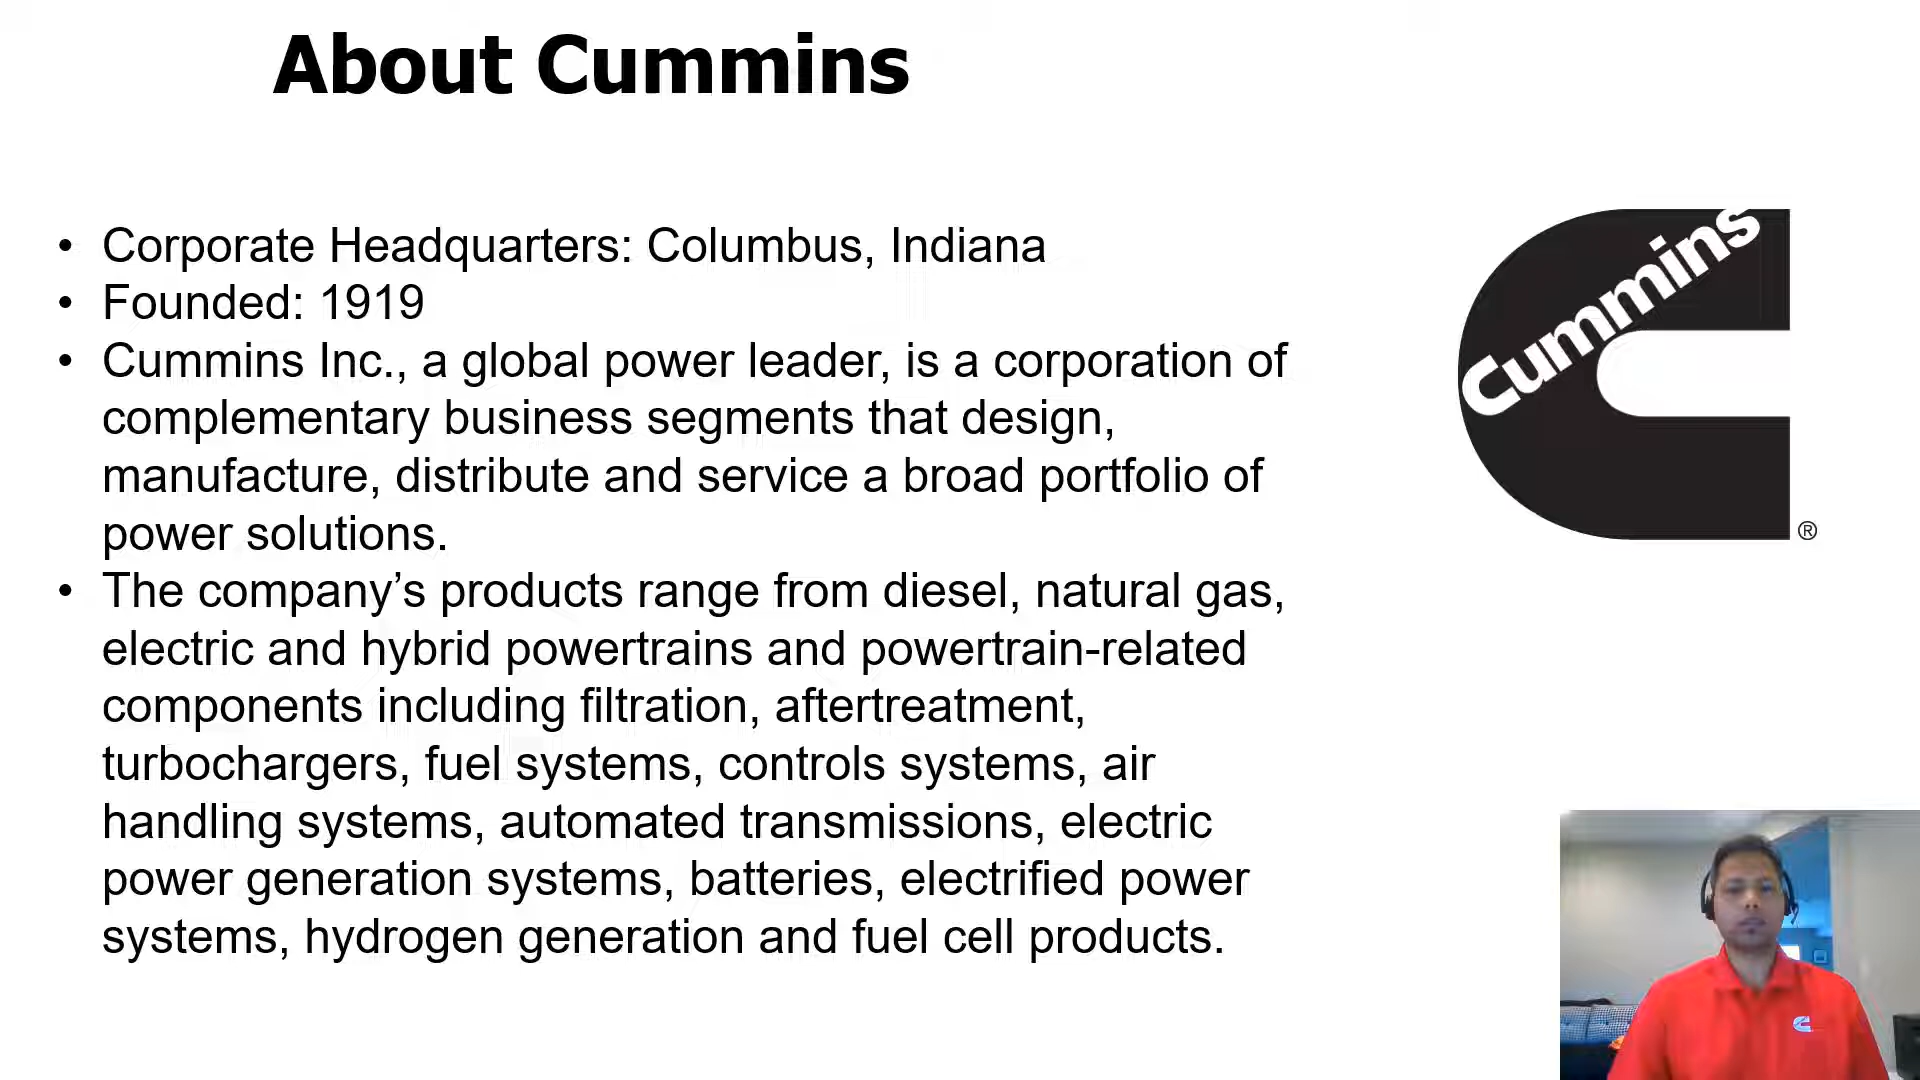 About Cummins
• Corporate Headquarters: Columbus, Indiana
• Founded: 1919
• Cummins Inc., a global power leader, is a corporation of
complementary business segments that design,
manufacture, distribute and service a broad portfolio of
power solutions.
• The company’s products range from diesel, natural gas,
electric and hybrid powertrains and powertrain-related
components including filtration, aftertreatment,
turbochargers, fuel systems, controls systems, air
handling systems, automated transmissions, electric
power generation systems, batteries, electrified power
systems, hydrogen generation and fuel cell products.
Cummins
®